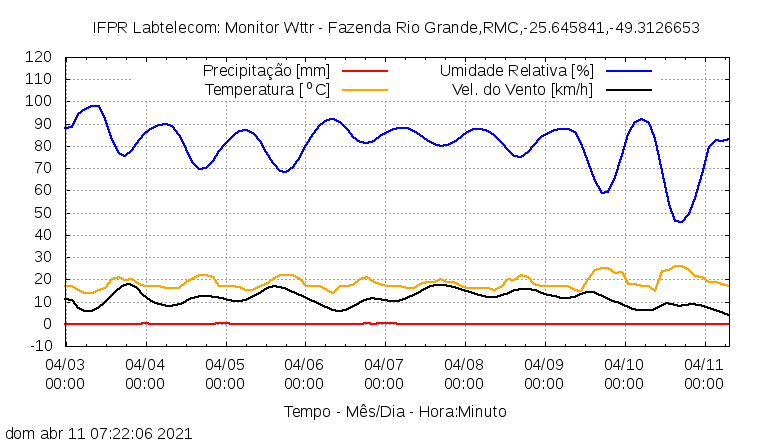 IFPR Labtelecom: Monitor Wttr - Fazenda Rio Grande,RMC,-25.645841,-49.3126653
120
110
100
90
80
70
60
50
40
30
20
10
0
-10
Precipitação [mm]
Temperatura [⁰C]
Umidade Relativa [%]
Vel. do Vento [km/h]
04/03 04/04 04/05 04/06 04/07 04/08 04/09 04/10 04/11
00:00 00:00 00:00 00:00 00:00 00:00 00:00 00:00 00:00
Tempo - Mês/Dia - Hora:Minuto
dom abr 11 07:22:06 2021